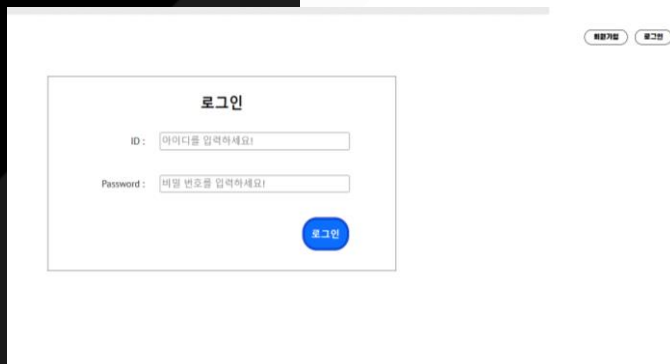 회원가입
로그인
로그인
ID :
아이디를 입력하세요!
Password :
비밀 번호를 입력하세요!
로그인